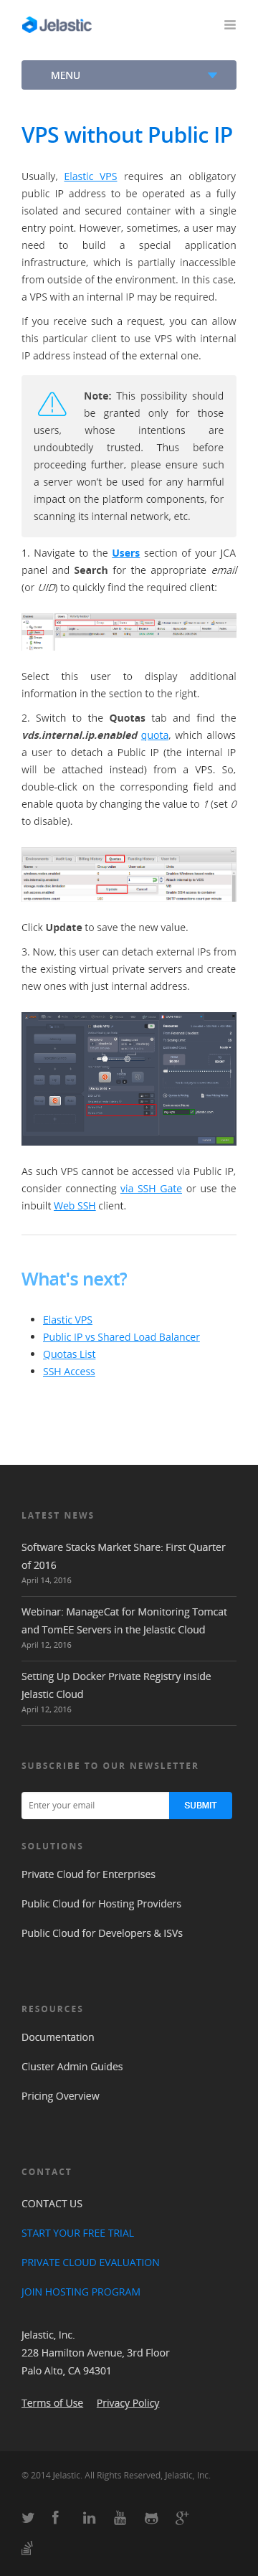 Jelastic
MENU
VPS without Public IP
Usually, Elastic VPS requires an obligatory
public IP address to be operated as a fully
isolated and secured container with a single
entry point. However, sometimes, a user may
need to build a special application
infrastructure, which is partially inaccessible
from outside of the environment. In this case,
a VPS with an internal IP may be required.
If you receive such a request, you can allow
this particular client to use VPS with internal
IP address instead of the external one.
Note: This possibility should
be granted only for those
users, whose intentions are
undoubtedly trusted. Thus before
proceeding further, please ensure such
a server won't be used for any harmful
impact on the platform components, for
scanning its internal network, etc.
1. Navigate to the Users section of your JCA
panel and Search for the appropriate email
(or UID) to quickly find the required client:
Select this user to display additional
information in the section to the right.
2. Switch to the Quotas tab and find the
vds.internal.ip.enabled quota, which allows
a user to detach a Public IP (the internal IP
will be attached instead) from a VPS. So,
double-click on the corresponding field and
enable quota by changing the value to 1 (set 0
to disable).
Quotas
Update
Click Update to save the new value.
3. Now, this user can detach external IPs from
the existing virtual private servers and create
new ones with just internal address.
As such VPS cannot be accessed via Public IP,
consider connecting via SSH Gate or use the
inbuilt Web SSH client.
What's next?
Elastic VPS
Public IP vs Shared Load Balancer
Quotas List
SSH Access
LATEST NEWS
Software Stacks Market Share: First Quarter
of 2016
April 14, 2016
Webinar: ManageCat for Monitoring Tomcat
and TomEE Servers in the Jelastic Cloud
April 12, 2016
Setting Up Docker Private Registry inside
Jelastic Cloud
April 12, 2016
SUBSCRIBE TO OUR NEWSLETTER
Enter your email SUBMIT
SOLUTIONS
Private Cloud for Enterprises
Public Cloud for Hosting Providers
Public Cloud for Developers & ISVs
RESOURCES
Documentation
Cluster Admin Guides
Pricing Overview
CONTACT
CONTACT US
START YOUR FREE TRIAL
PRIVATE CLOUD EVALUATION
JOIN HOSTING PROGRAM
Jelastic, Inc.
228 Hamilton Avenue, 3rd Floor
Palo Alto, CA 94301
Terms of Use Privacy Policy
© 2014 Jelastic. All Rights Reserved, Jelastic, Inc.